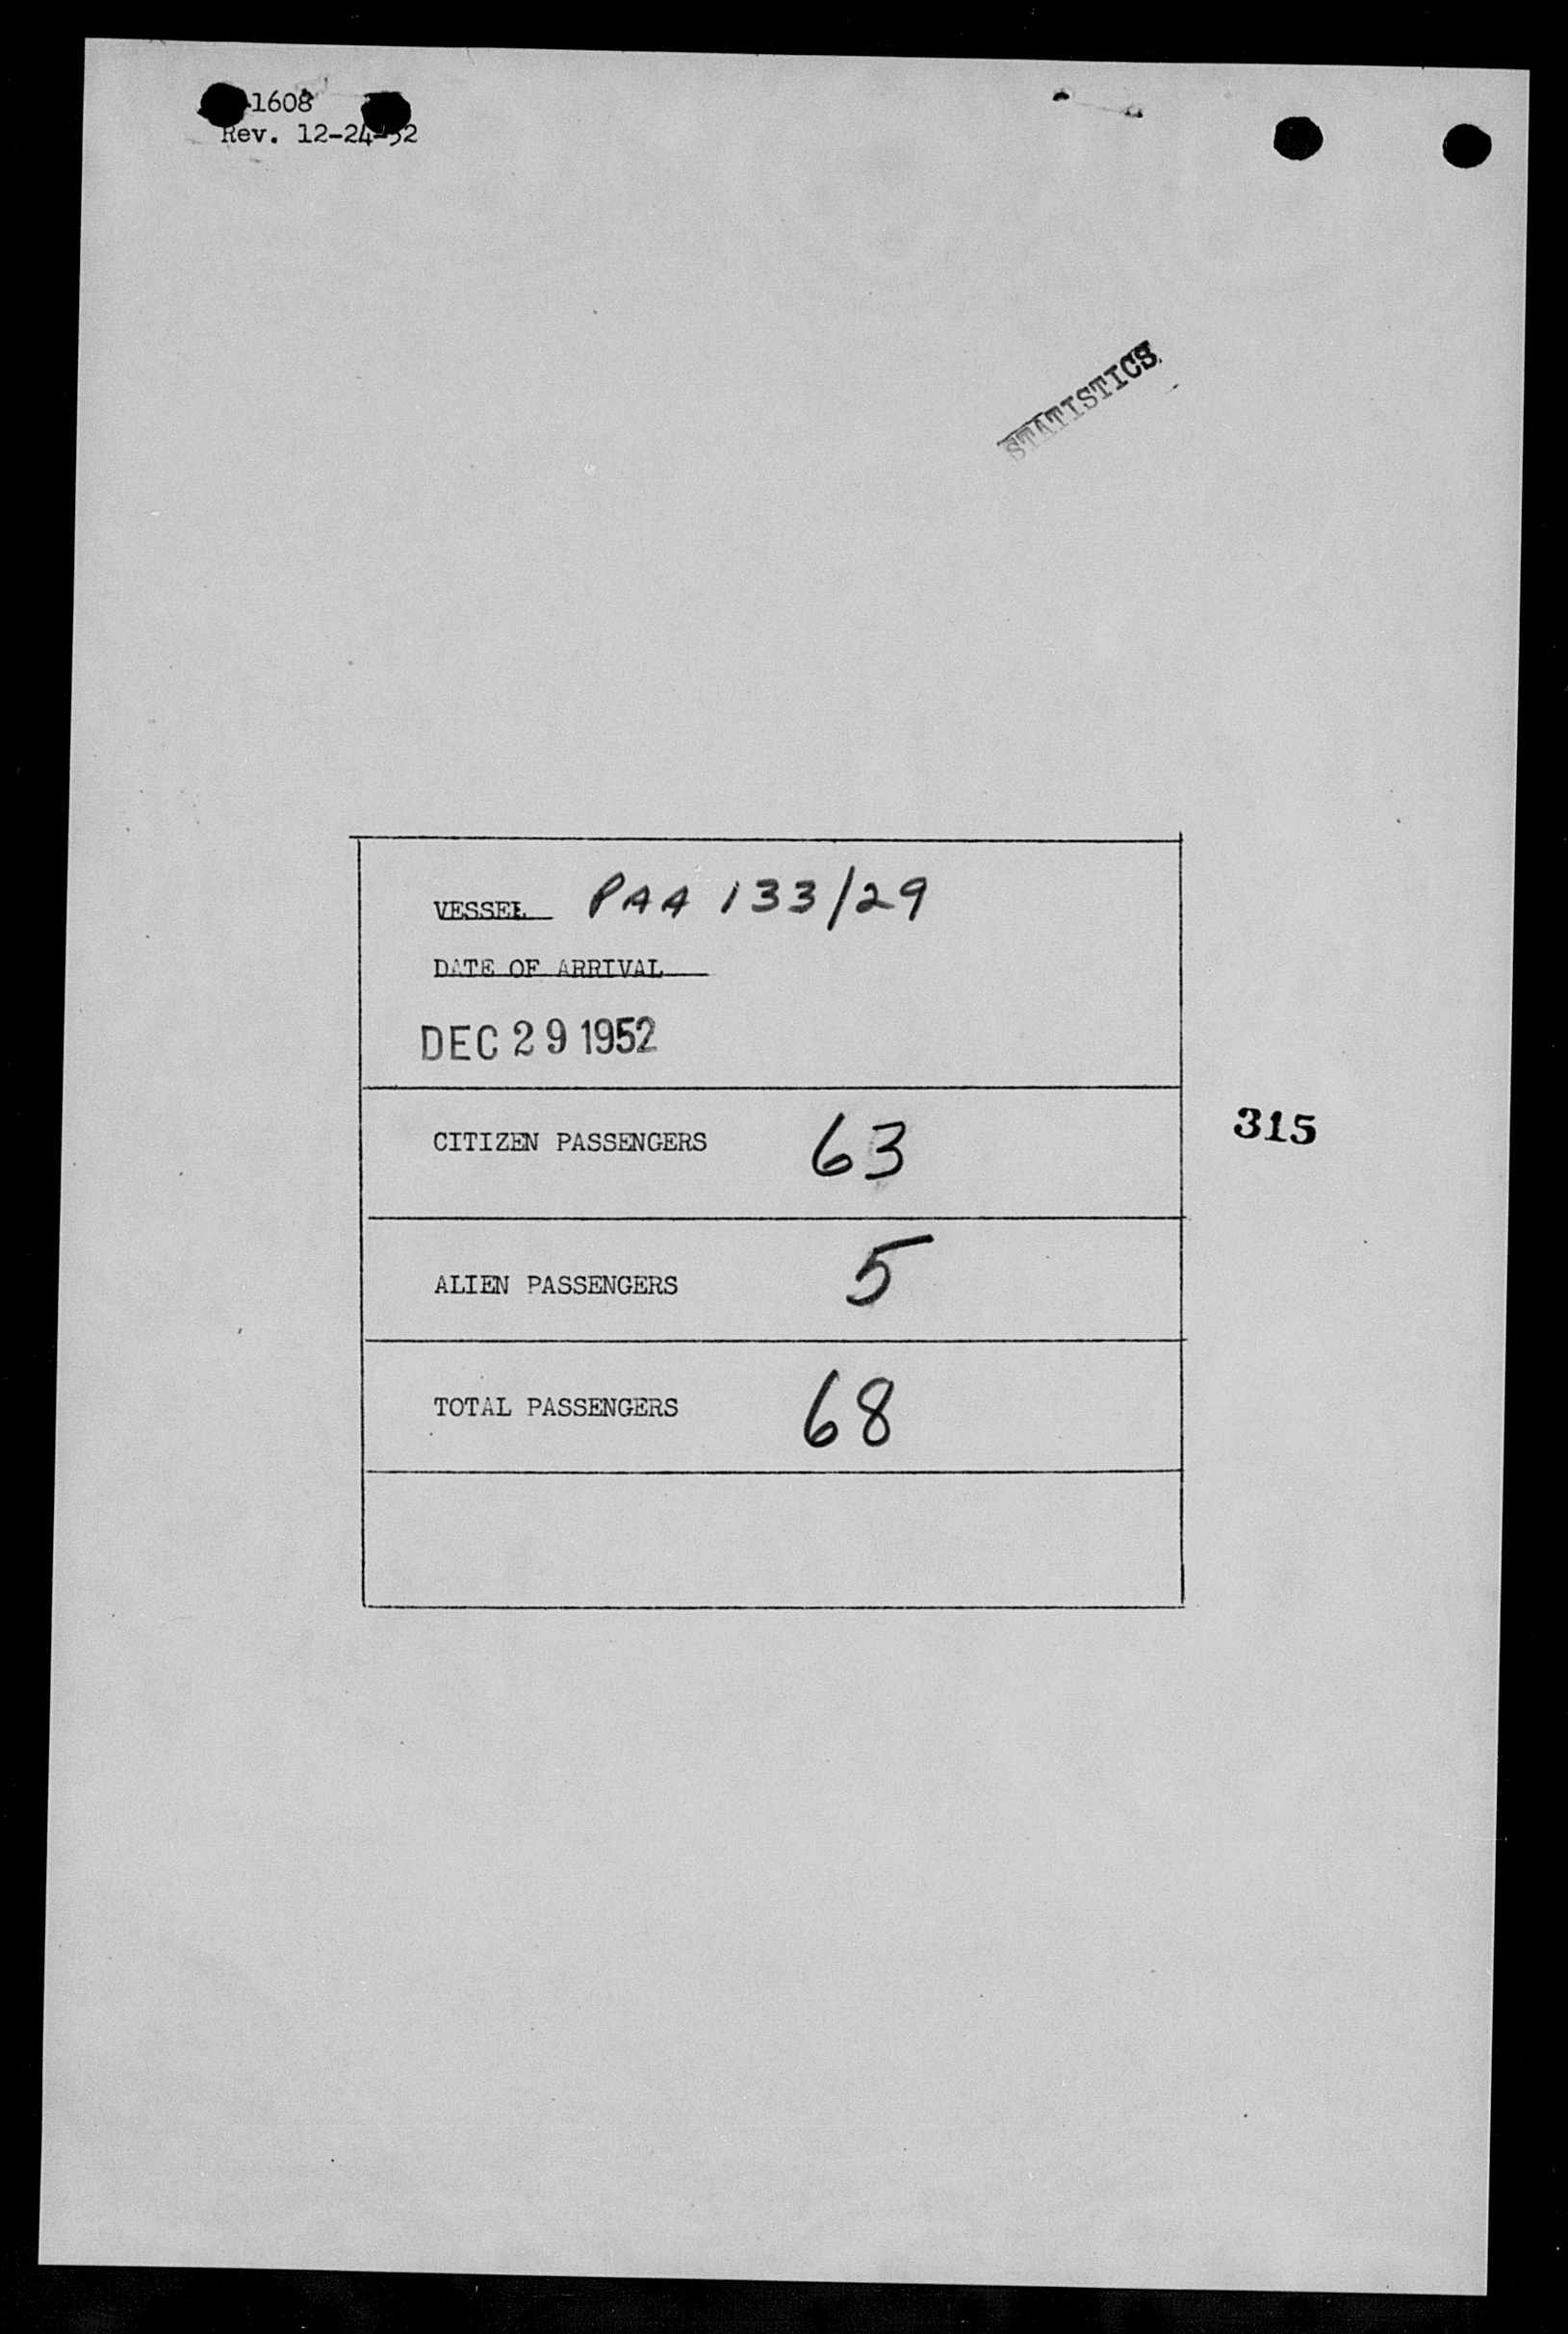 1608
Rev. 12-24-52
STATISTICS
VESSEL PAA 133/29
DATE OF ARRIVAL
DEC 29 1952
CITIZEN PASSENGERS 63
315
ALIEN PASSENGERS 5
TOTAL PASSENGERS 68